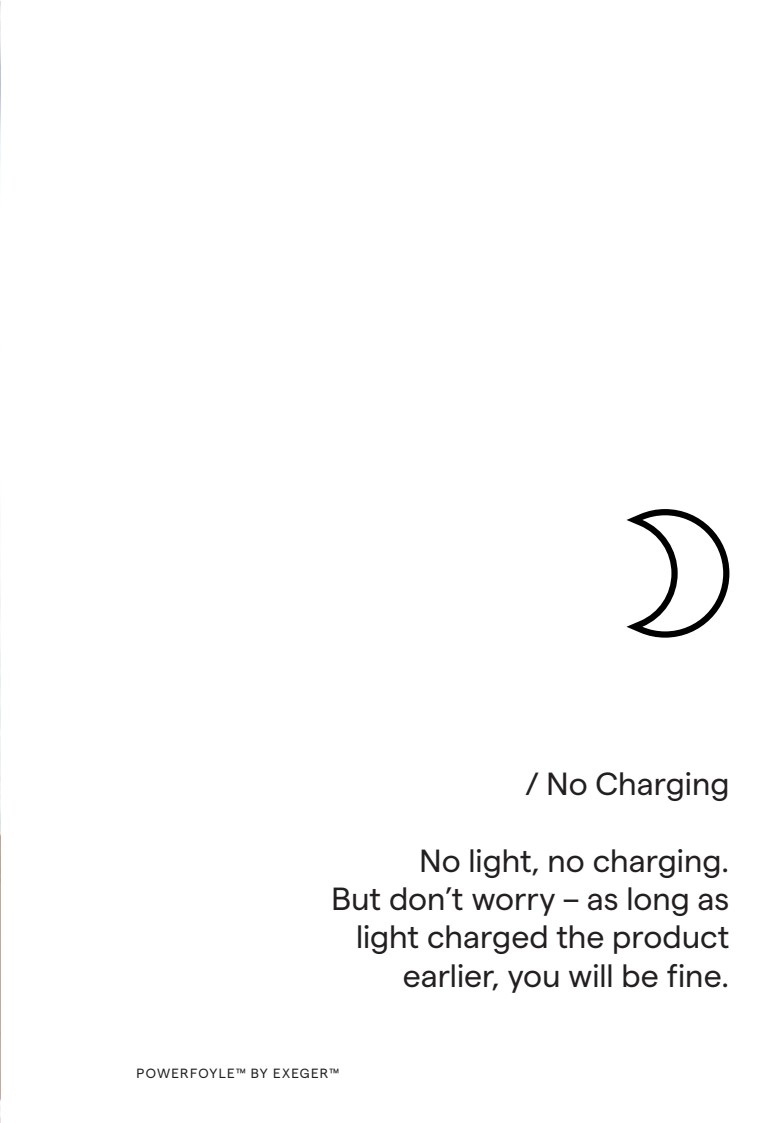 / No Charging
No light, no charging.
But don’t worry – as long as
light charged the product
earlier, you will be fine.
POWERFOYLE™ BY EXEGER™